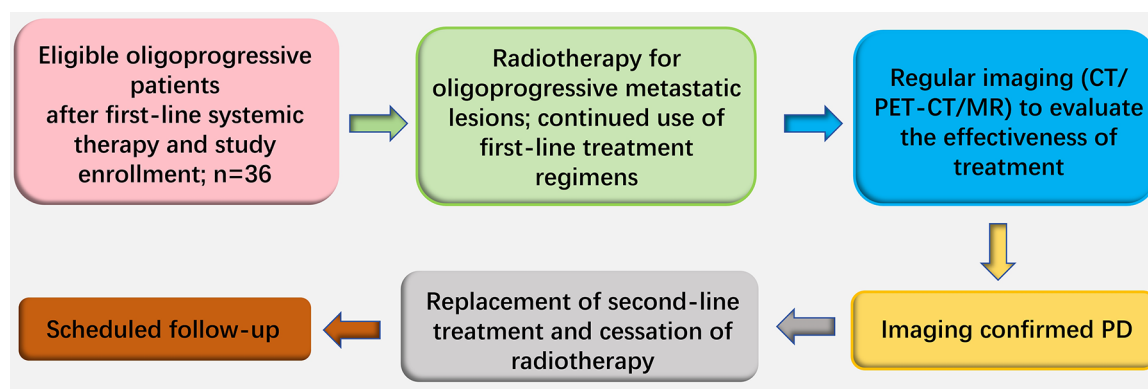 Eligible oligoprogressive
patients
after first-line systemic
therapy and study
enrollment; n=36
Radiotherapy for
oligoprogressive metastatic
lesions; continued use of
first-line treatment
regimens
Regular imaging (CT/
PET-CT/MR) to evaluate
the effectiveness of
treatment
Imaging confirmed PD
Replacement of second-line
treatment and cessation of
radiotherapy
Scheduled follow-up